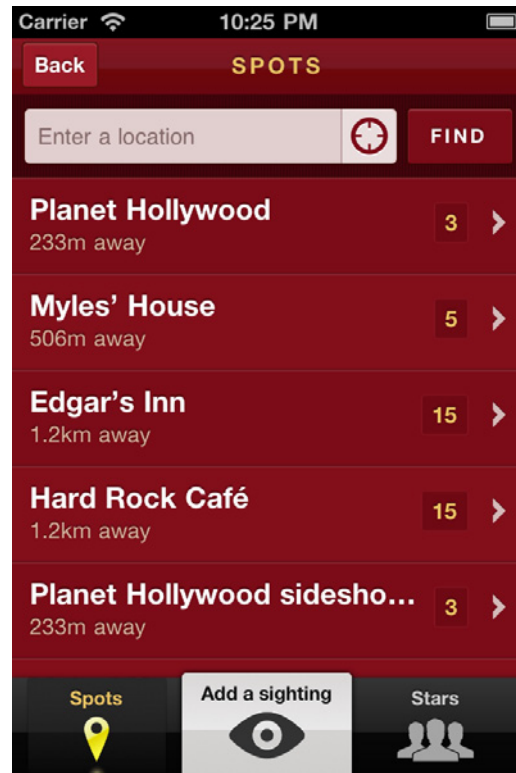 Carrier 10:25 PM
Back SPOTS
Enter a location FIND
Planet Hollywood
233m away
3
Myles’ House
506m away
5
Edgar’s Inn
1.2km away
15
Hard Rock Café
1.2km away
15
Planet Hollywood sidesho...
233m away
3
Spots Add a sighting Stars